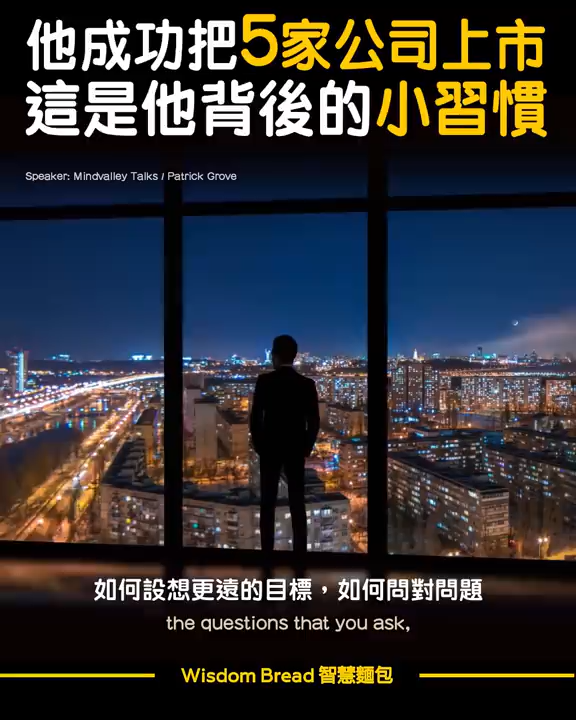 他成功把5家公司上市
這是他背後的小習慣
Speaker: Mindvalley Talks / Patrick Grove
如何設想更遠的目標，如何問對問題
the questions that you ask,
Wisdom Bread 智慧麵包